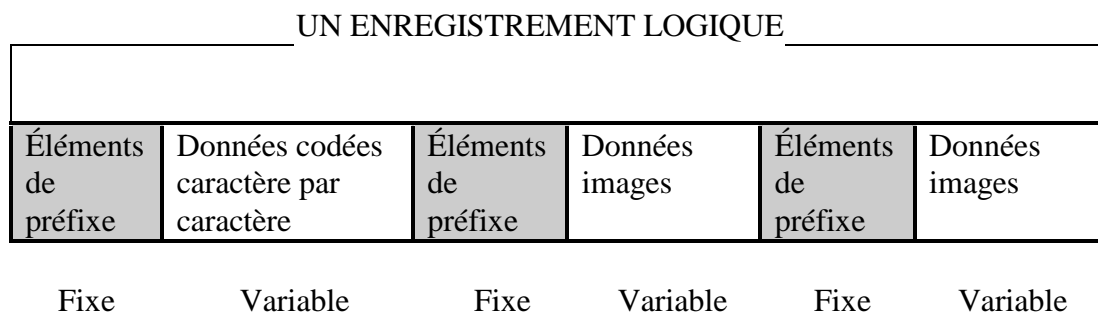 UN ENREGISTREMENT LOGIQUE
Éléments de préfixe
Données codées caractère par caractère
Éléments de préfixe
Données images
Éléments de préfixe
Données images
Fixe Variable Fixe Variable Fixe Variable